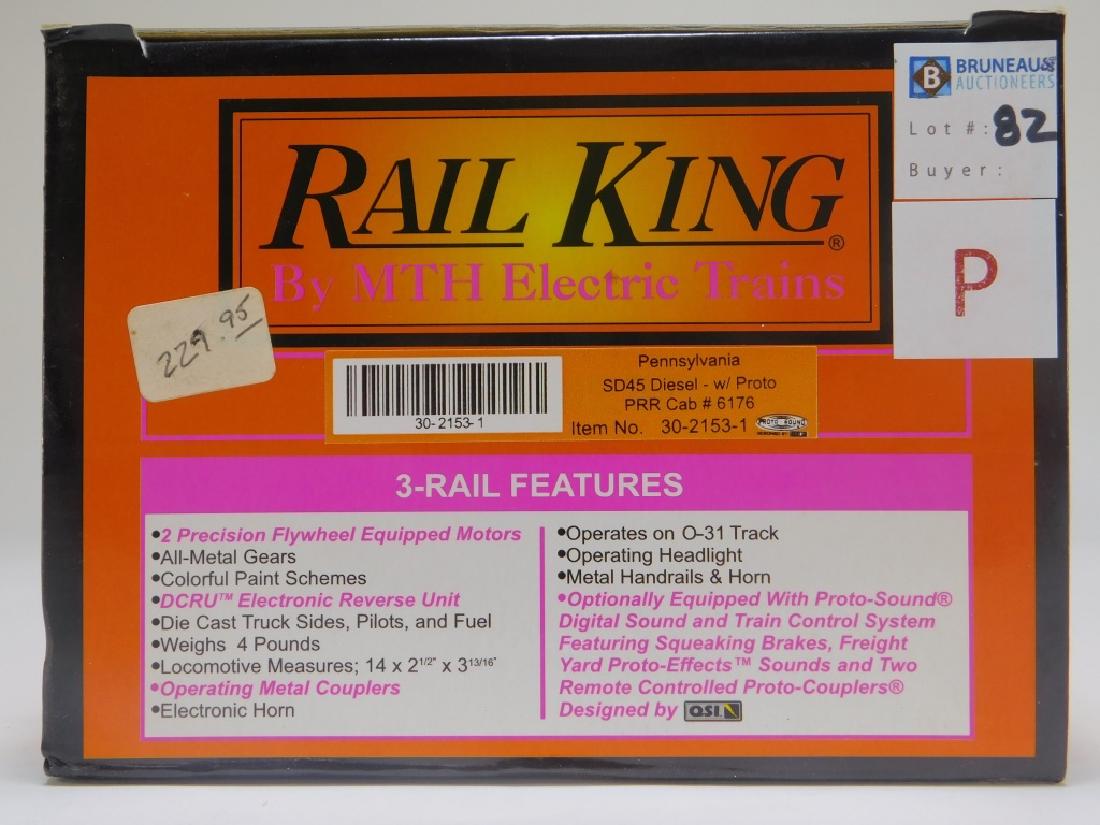 B BRUNEAU&CO
AUCTIONEERS
Lot #: 82
Buyer:
P
RAIL KING®
By MTH Electric Trains
229.95
30-2153-1
Pennsylvania
SD45 Diesel - w/ Proto
PRR Cab # 6176
Item No. 30-2153-1 PROTO SOUND
3-RAIL FEATURES
•2 Precision Flywheel Equipped Motors
•All-Metal Gears
•Colorful Paint Schemes
•DCRU™ Electronic Reverse Unit
•Die Cast Truck Sides, Pilots, and Fuel
•Weighs 4 Pounds
•Locomotive Measures; 14 x 2 1/2" x 3 13/16"
•Operating Metal Couplers
•Electronic Horn
•Operates on O-31 Track
•Operating Headlight
•Metal Handrails & Horn
•Optionally Equipped With Proto-Sound®
Digital Sound and Train Control System
Featuring Squeaking Brakes, Freight
Yard Proto-Effects™ Sounds and Two
Remote Controlled Proto-Couplers®
Designed by QSI